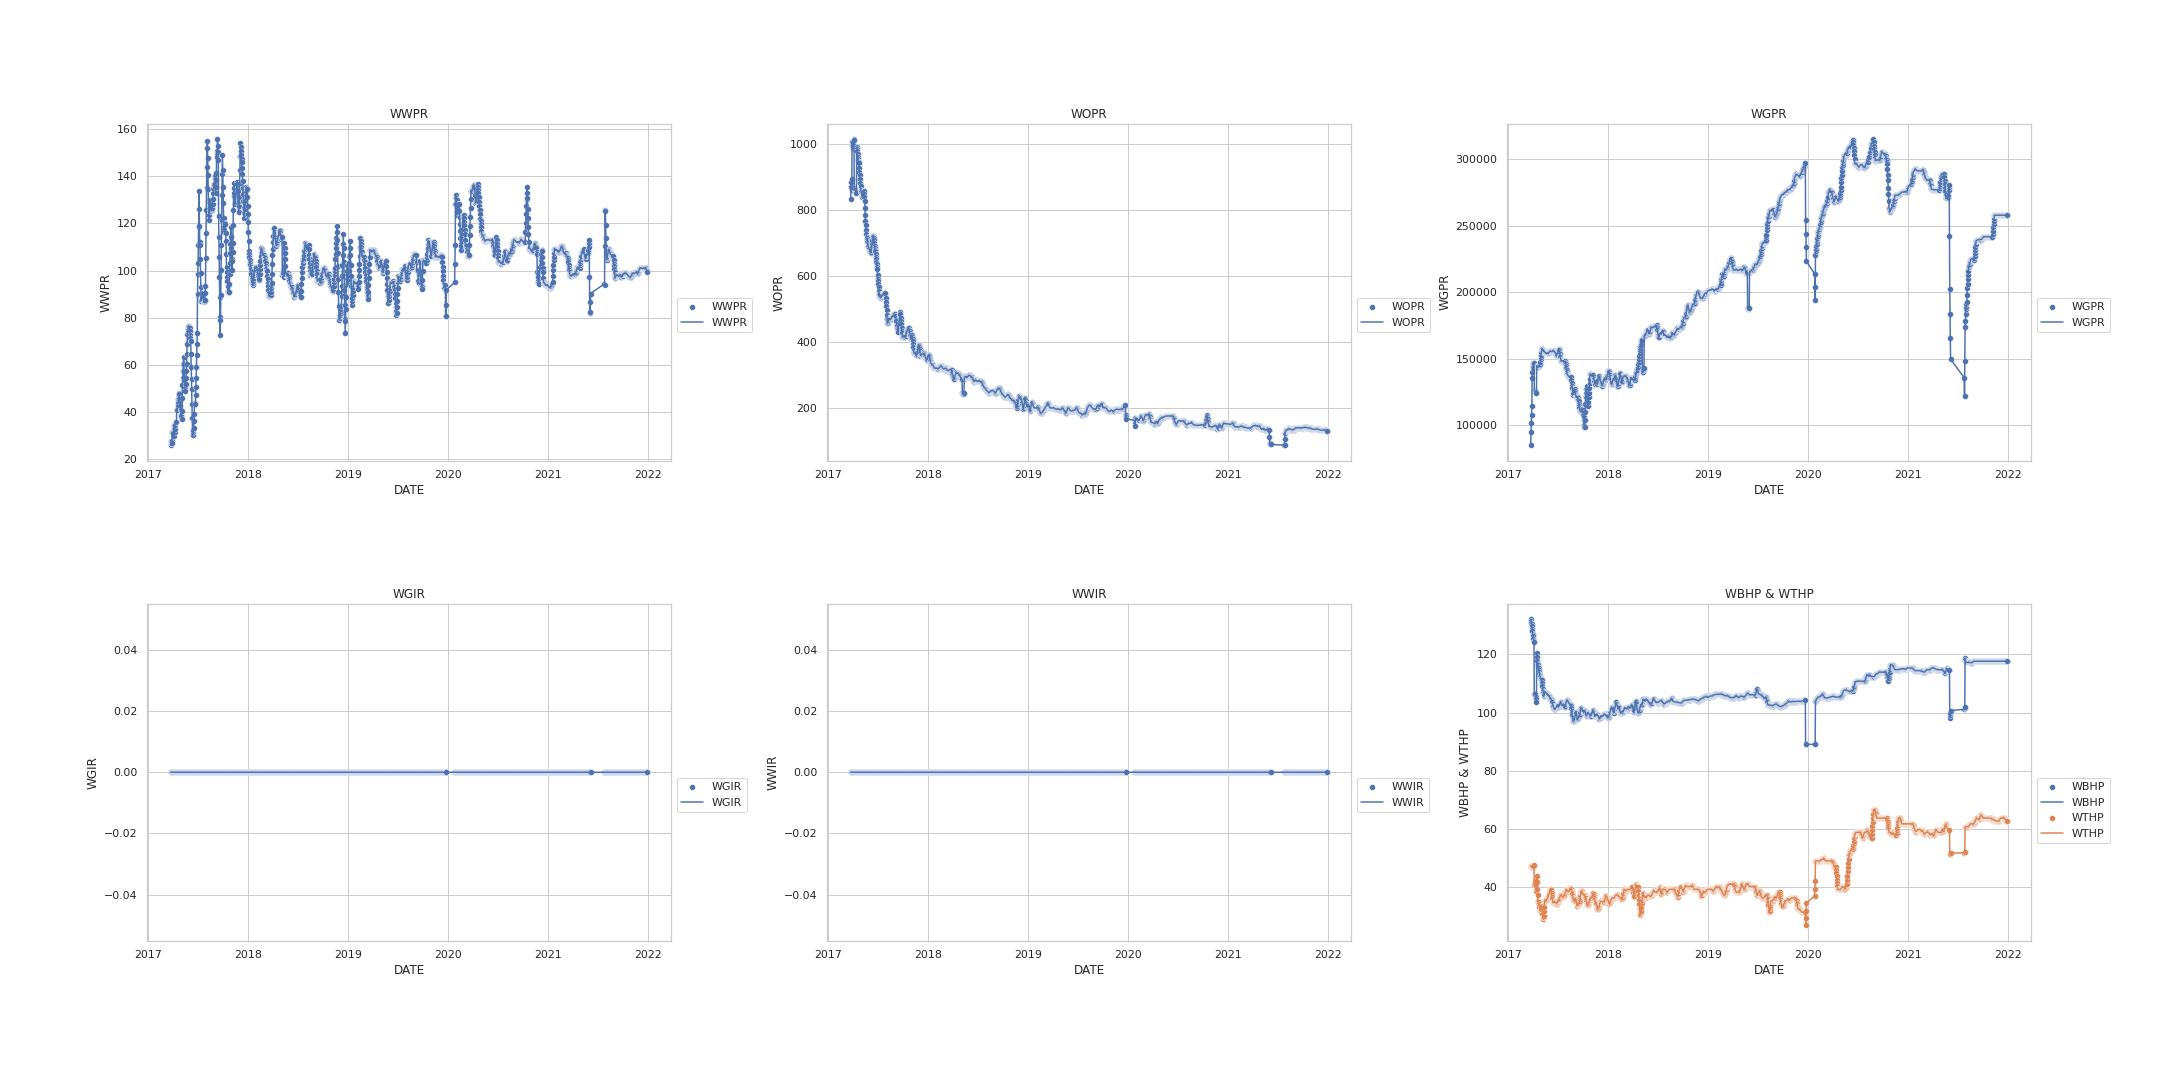 WWPR
160
140
120
100
80
60
40
20
WWPR
2017 2018 2019 2020 2021 2022
DATE
WWPR
WWPR
WOPR
1000
800
600
400
200
WOPR
2017 2018 2019 2020 2021 2022
DATE
WOPR
WOPR
WGPR
300000
250000
200000
150000
100000
WGPR
2017 2018 2019 2020 2021 2022
DATE
WGPR
WGPR
WGIR
0.04
0.02
0.00
−0.02
−0.04
WGIR
2017 2018 2019 2020 2021 2022
DATE
WGIR
WGIR
WWIR
0.04
0.02
0.00
−0.02
−0.04
WWIR
2017 2018 2019 2020 2021 2022
DATE
WWIR
WWIR
WBHP & WTHP
120
100
80
60
40
WBHP & WTHP
2017 2018 2019 2020 2021 2022
DATE
WBHP
WBHP
WTHP
WTHP